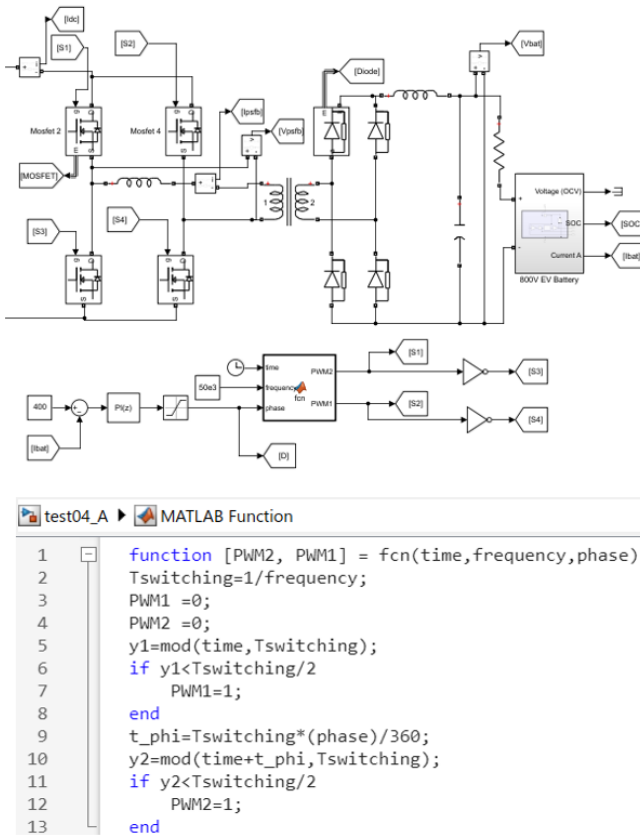 [Idc]
[S1]
[S2]
[Vbat]
[Diode]
[Ipsfb]
[Vpsfb]
Mosfet 2
Mosfet 4
[MOSFET]
1
2
[S3]
[S4]
Voltage (OCV)
SOC
[SOC
Current A
[Ibat]
800V EV Battery
time
50e3
frequency
fcn
phase
PWM2
PWM1
[S1]
[S3]
[S2]
[S4]
400
PI(z)
[Ibat]
[D]
test04_A ▶ MATLAB Function
1 function [PWM2, PWM1] = fcn(time,frequency,phase)
2 Tswitching=1/frequency;
3 PWM1 =0;
4 PWM2 =0;
5 y1=mod(time,Tswitching);
6 if y1<Tswitching/2
7 PWM1=1;
8 end
9 t_phi=Tswitching*(phase)/360;
10 y2=mod(time+t_phi,Tswitching);
11 if y2<Tswitching/2
12 PWM2=1;
13 end